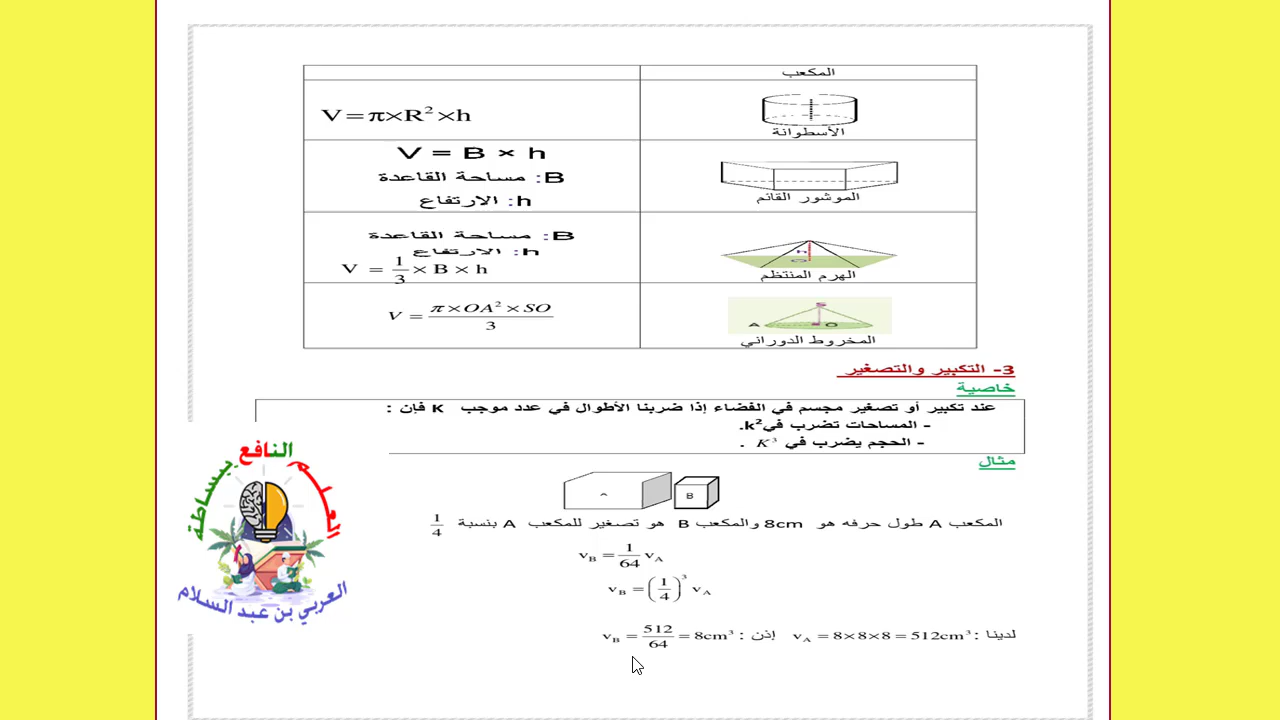 المكعب
V = π×R²×h
الأسطوانة
V = B × h
B: مساحة القاعدة
h: الارتفاع
الموشور القائم
B: مساحة القاعدة
h: الارتفاع
V = 1/3 × B × h
h
الهرم المنتظم
V = (π×OA²×SO)/3
S
A O
المخروط الدوراني
3- التكبير والتصغير
خاصية
عند تكبير أو تصغير مجسم في الفضاء إذا ضربنا الأطوال في عدد موجب K فإن :
- المساحات تضرب في k².
- الحجم يضرب في K³ .
مثال
A B
المكعب A طول حرفه هو 8cm والمكعب B هو تصغير للمكعب A بنسبة 1/4
v_B = 1/64 v_A
v_B = (1/4)³ v_A
لدينا : v_A = 8×8×8 = 512cm³ إذن : v_B = 512/64 = 8cm³
العلم النافع ببساطة
العربي بن عبد السلام